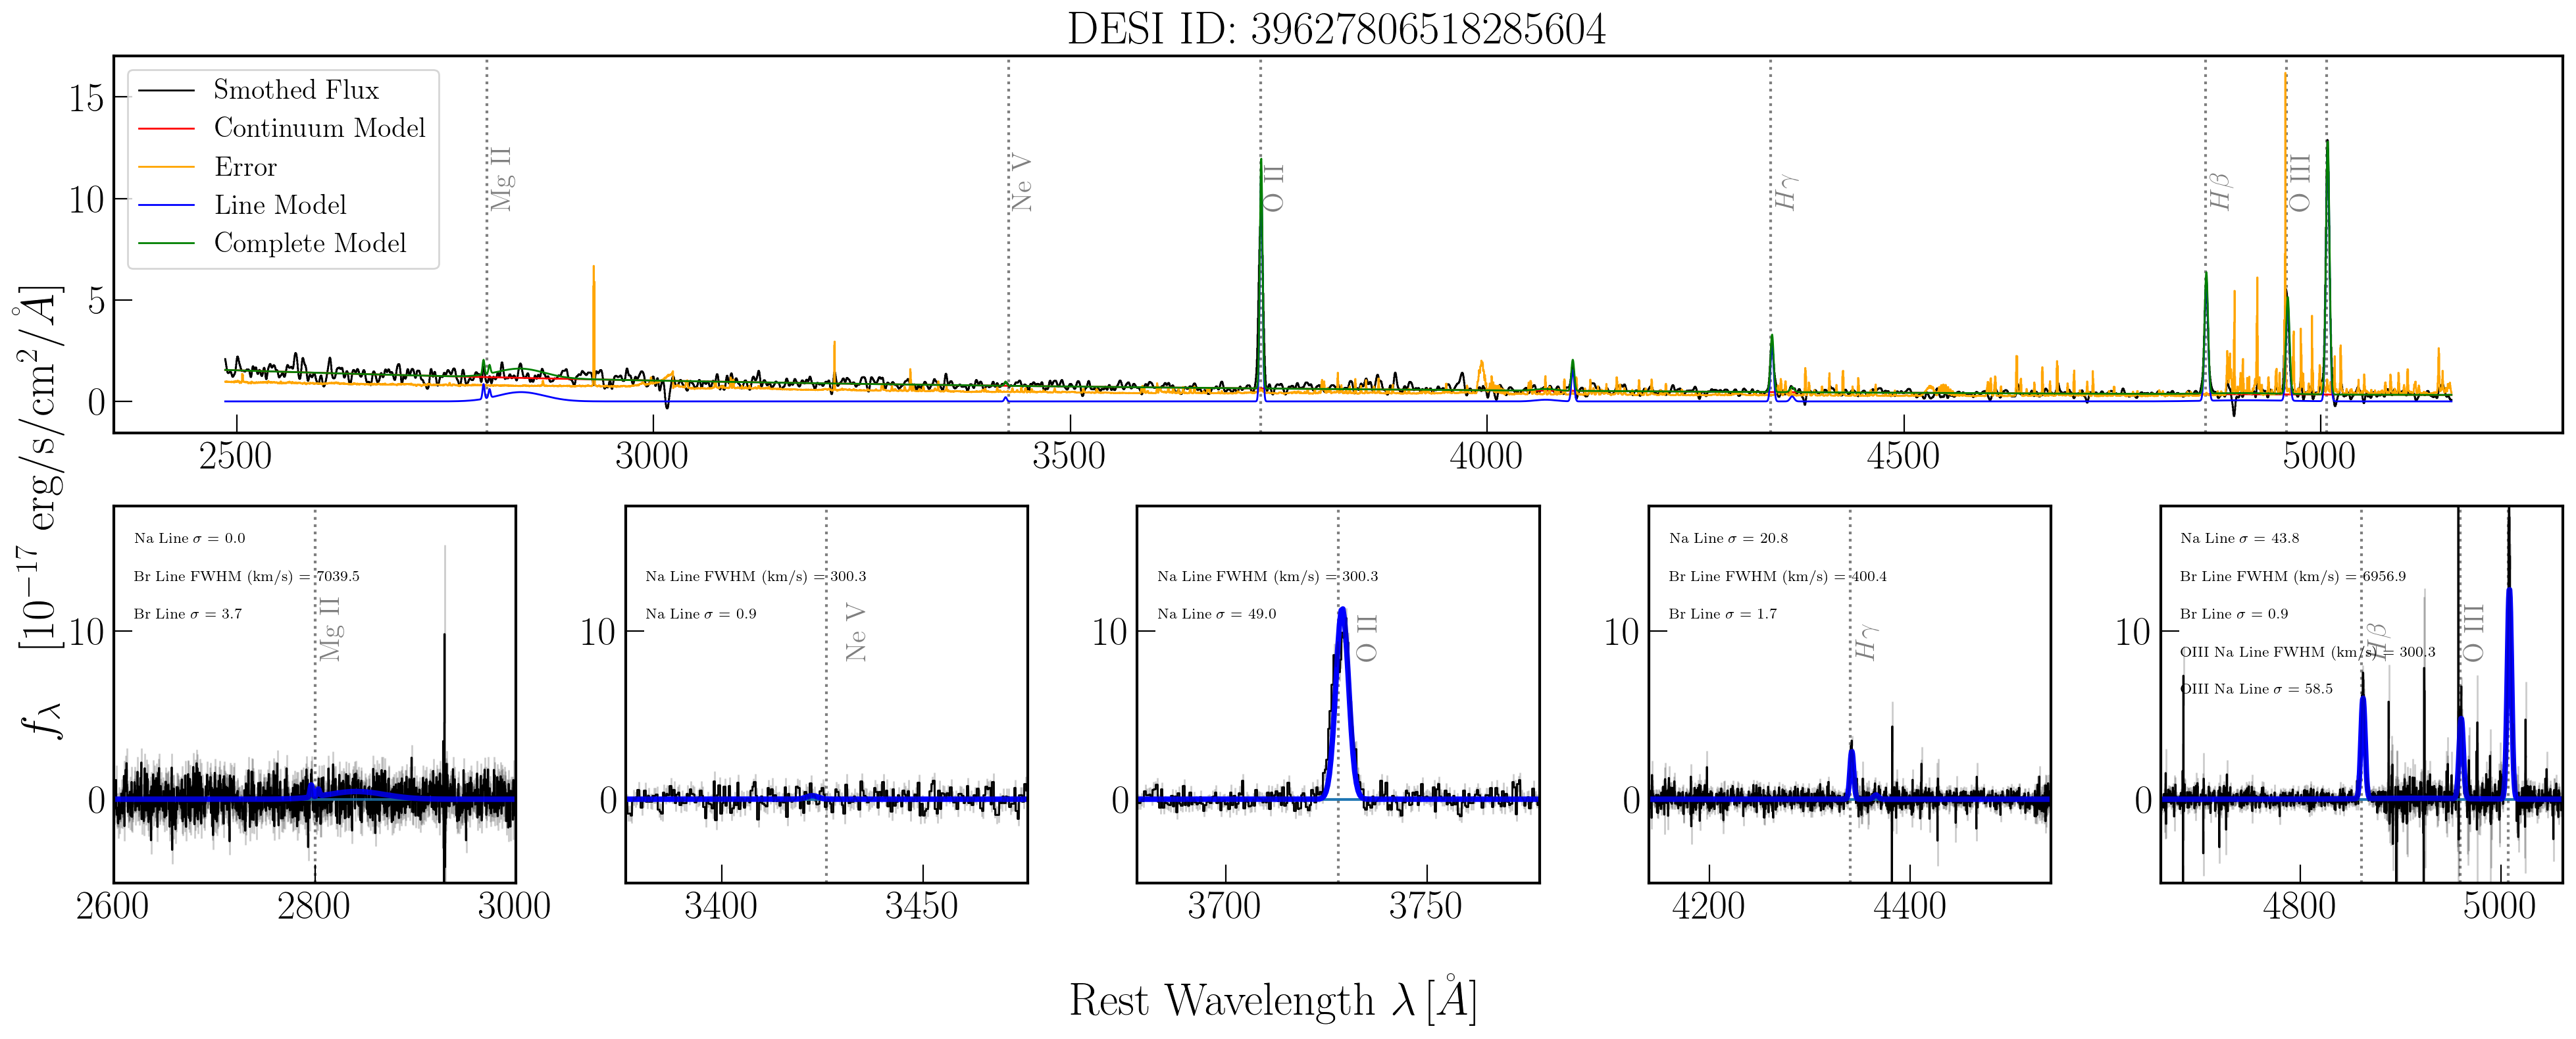 DESI ID: 39627806518285604
Smothed Flux
Continuum Model
Error
Line Model
Complete Model
Mg II
Ne V
O II
Hγ
Hβ
O III
15
10
5
0
2500 3000 3500 4000 4500 5000
fλ [10−17 erg/s/cm2/Å]
Na Line σ = 0.0
Br Line FWHM (km/s) = 7039.5
Br Line σ = 3.7
Mg II
10
0
2600 2800 3000
Na Line FWHM (km/s) = 300.3
Na Line σ = 0.9
Ne V
10
0
3400 3450
Na Line FWHM (km/s) = 300.3
Na Line σ = 49.0
O II
10
0
3700 3750
Na Line σ = 20.8
Br Line FWHM (km/s) = 400.4
Br Line σ = 1.7
Hγ
10
0
4200 4400
Na Line σ = 43.8
Br Line FWHM (km/s) = 6956.9
Br Line σ = 0.9
OIII Na Line FWHM (km/s) = 300.3
OIII Na Line σ = 58.5
Hβ
O III
10
0
4800 5000
Rest Wavelength λ [Å]